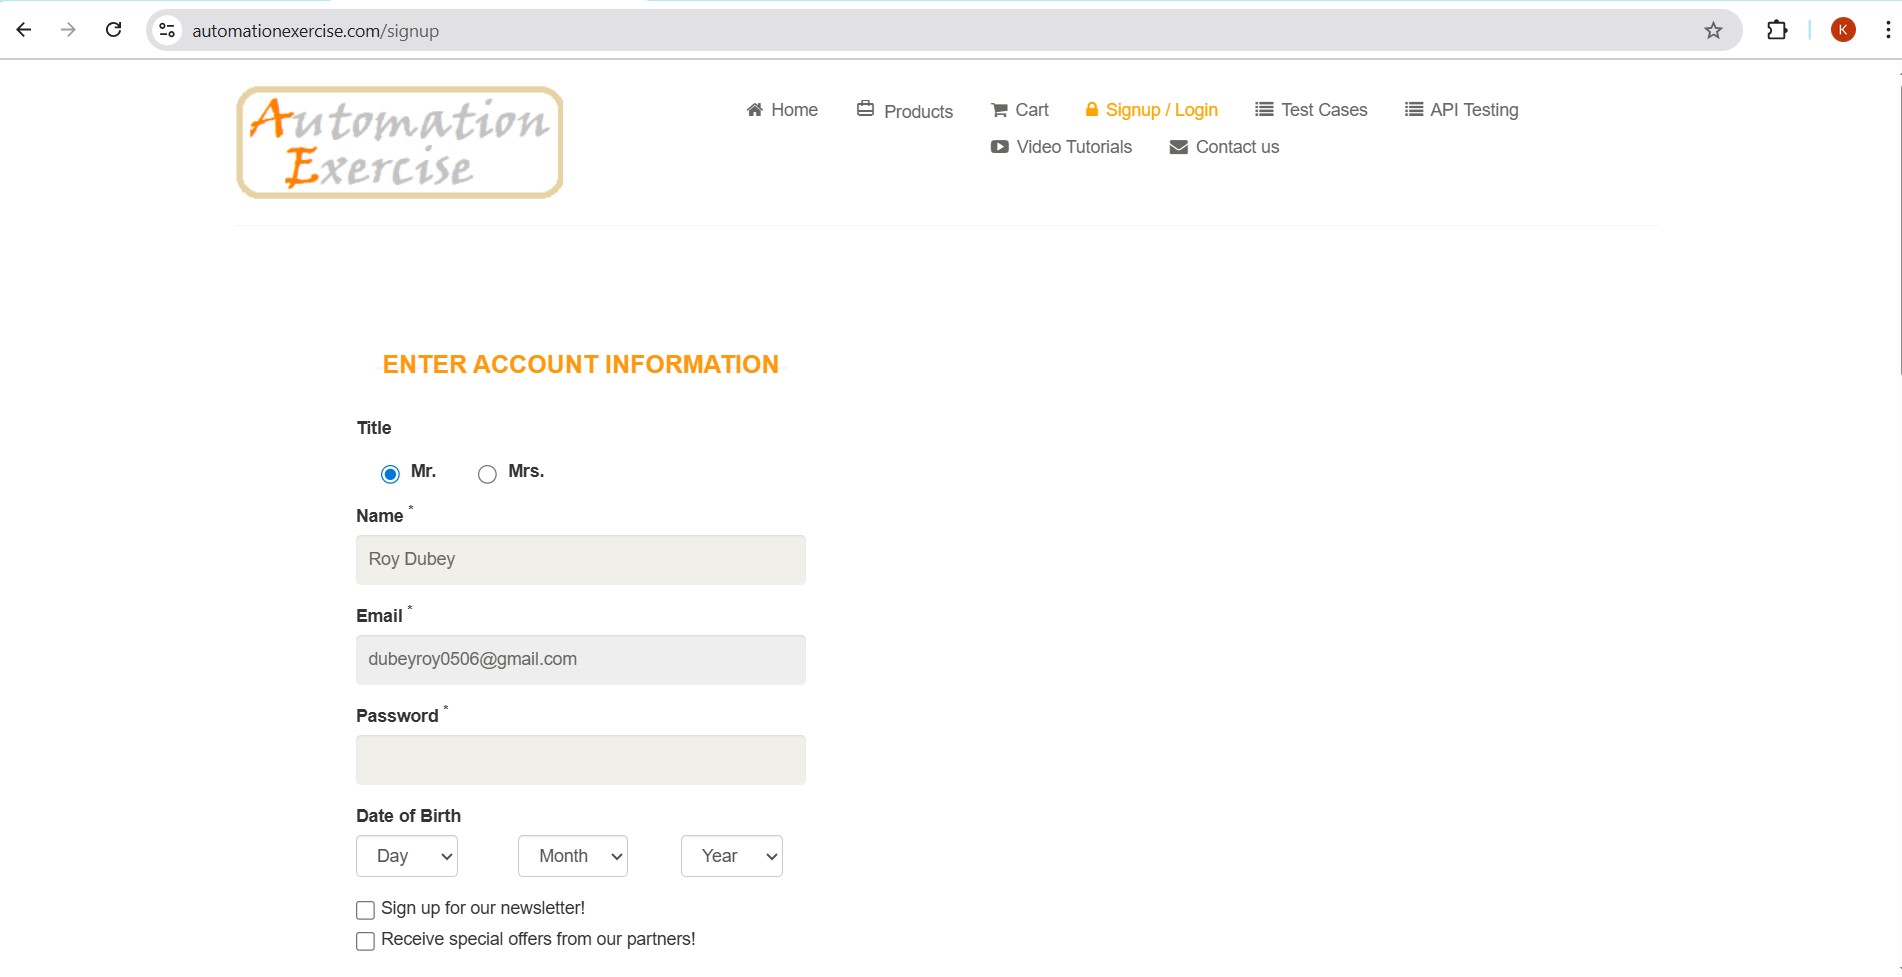 automationexercise.com/signup
K
Automation
Exercise
Home Products Cart Signup / Login Test Cases API Testing
Video Tutorials Contact us
ENTER ACCOUNT INFORMATION
Title
Mr. Mrs.
Name *
Roy Dubey
Email *
dubeyroy0506@gmail.com
Password *
Date of Birth
Day Month Year
Sign up for our newsletter!
Receive special offers from our partners!